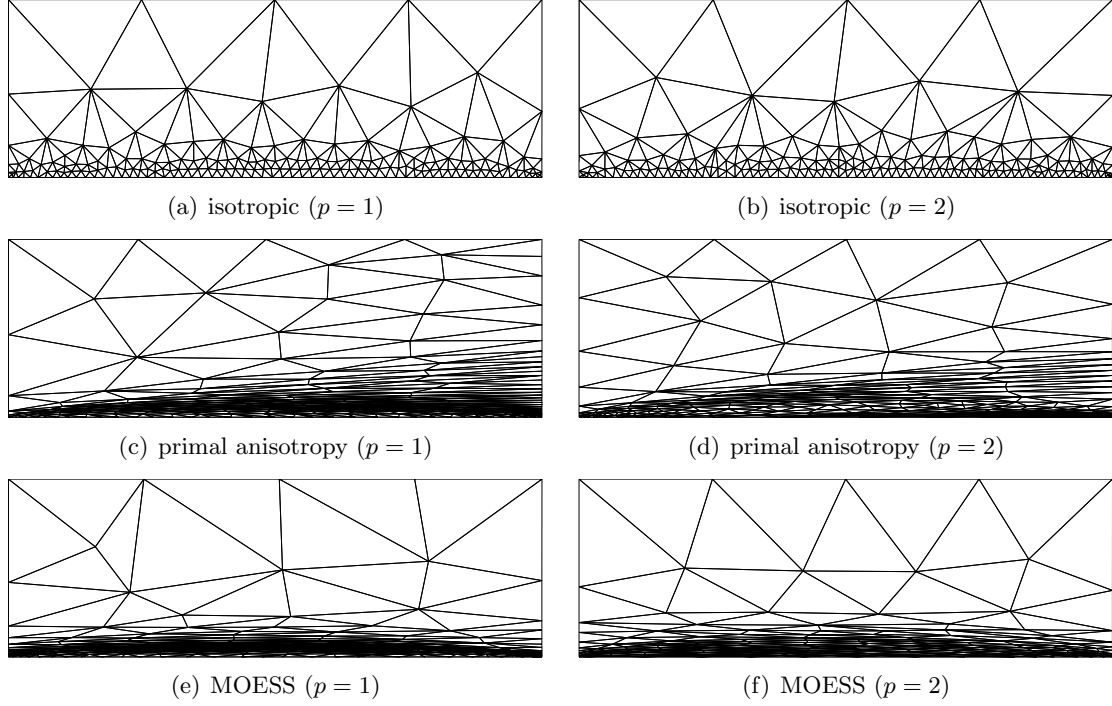 (a) isotropic (p = 1)
(b) isotropic (p = 2)
(c) primal anisotropy (p = 1)
(d) primal anisotropy (p = 2)
(e) MOESS (p = 1)
(f) MOESS (p = 2)